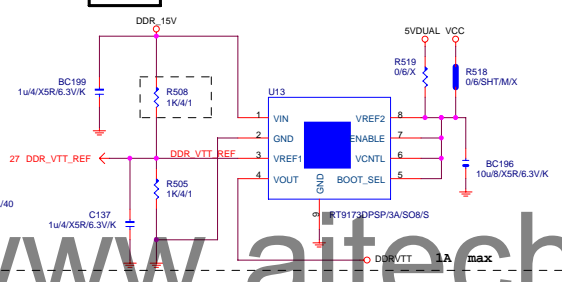 DDR_15V
5VDUAL VCC
BC199
1u/4/X5R/6.3V/K
R508
1K/4/1
R519
0/6/X
R518
0/6/SHT/M/X
U13
1 VIN VREF2 8
2 GND ENABLE 7
3 VREF1 VCNTL 6
4 VOUT BOOT_SEL 5
GND
9
27 DDR_VTT_REF
DDR_VTT_REF
BC196
10u/8/X5R/6.3V/K
R505
1K/4/1
/40
C137
1u/4/X5R/6.3V/K
RT9173DPSP/3A/SO8/S
www.aitech
DDRVTT 1A max